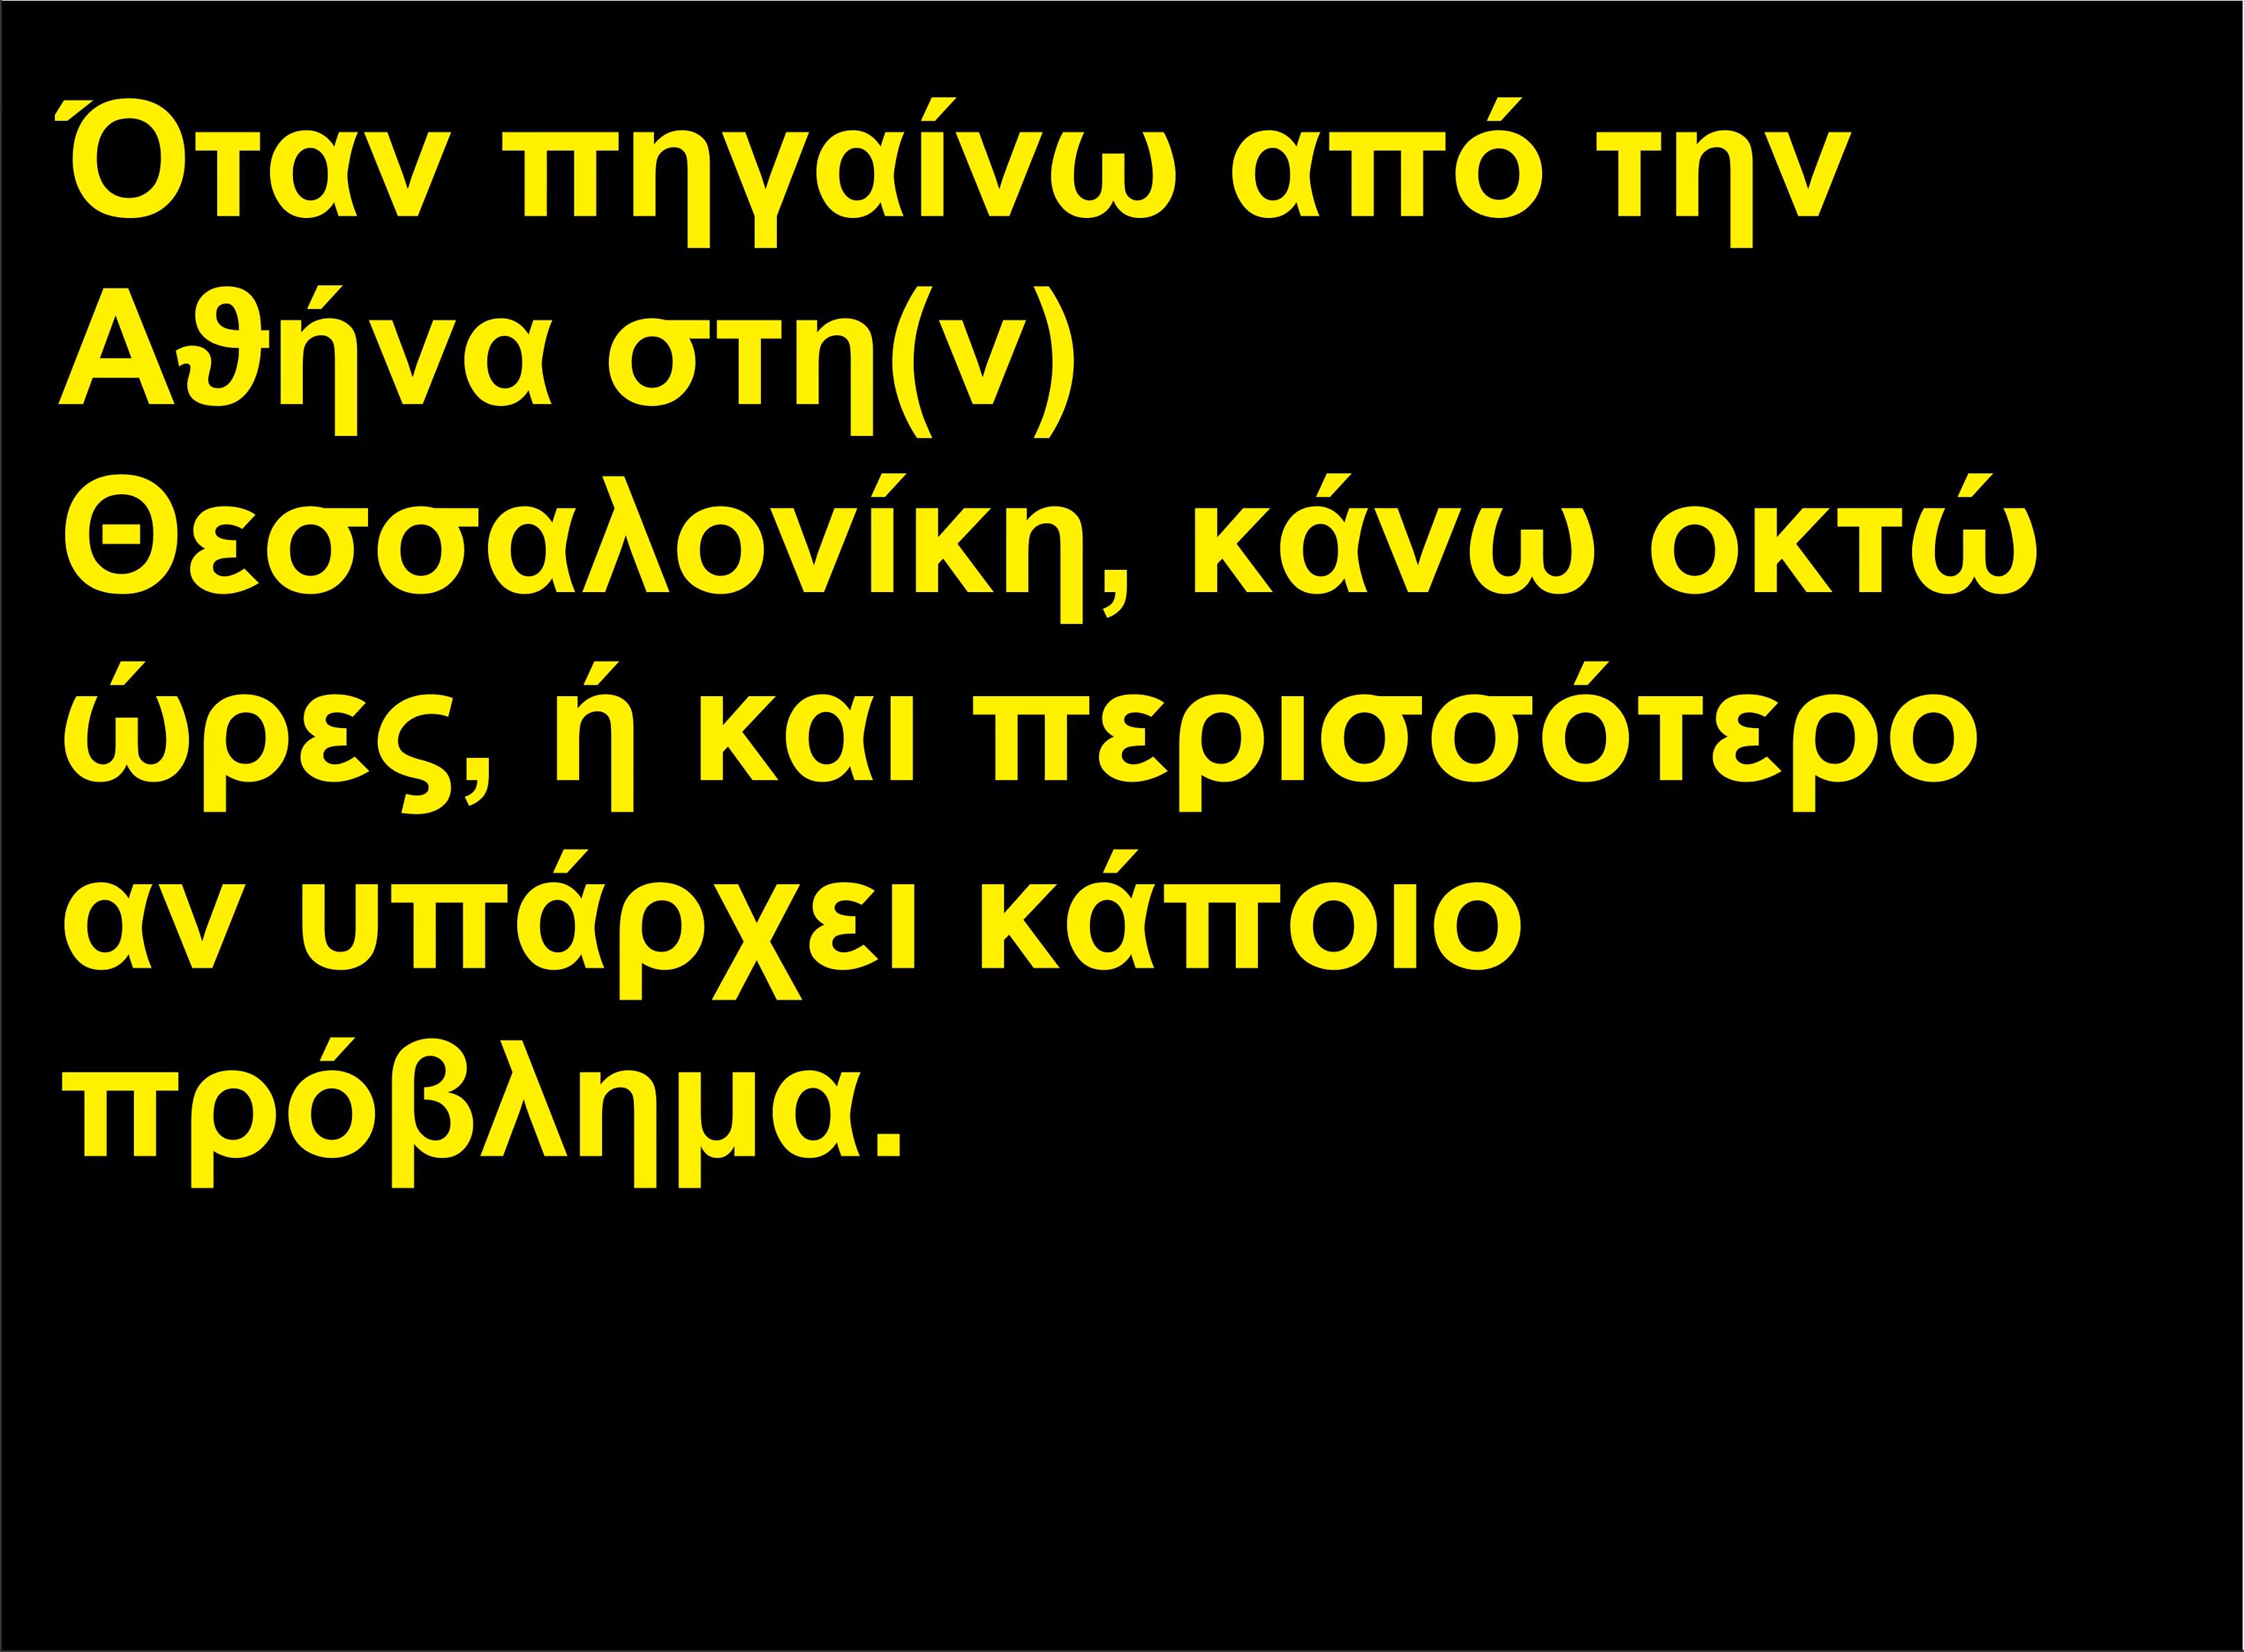 Όταν πηγαίνω από την
Αθήνα στη(ν)
Θεσσαλονίκη, κάνω οκτώ
ώρες, ή και περισσότερο
αν υπάρχει κάποιο
πρόβλημα.